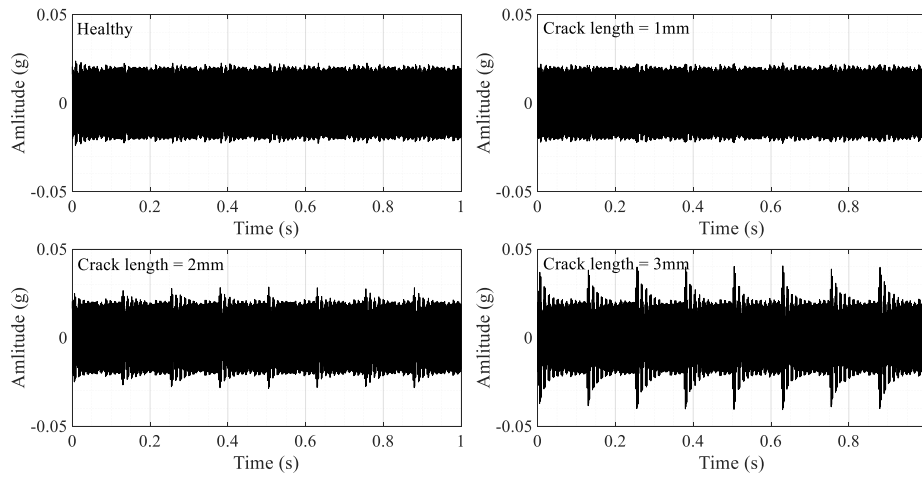 Healthy
0.05
0
-0.05
Amlitude (g)
0 0.2 0.4 0.6 0.8 1
Time (s)
Crack length = 1mm
0.05
0
-0.05
Amlitude (g)
0 0.2 0.4 0.6 0.8
Time (s)
Crack length = 2mm
0.05
0
-0.05
Amlitude (g)
0 0.2 0.4 0.6 0.8 1
Time (s)
Crack length = 3mm
0.05
0
-0.05
Amlitude (g)
0 0.2 0.4 0.6 0.8
Time (s)